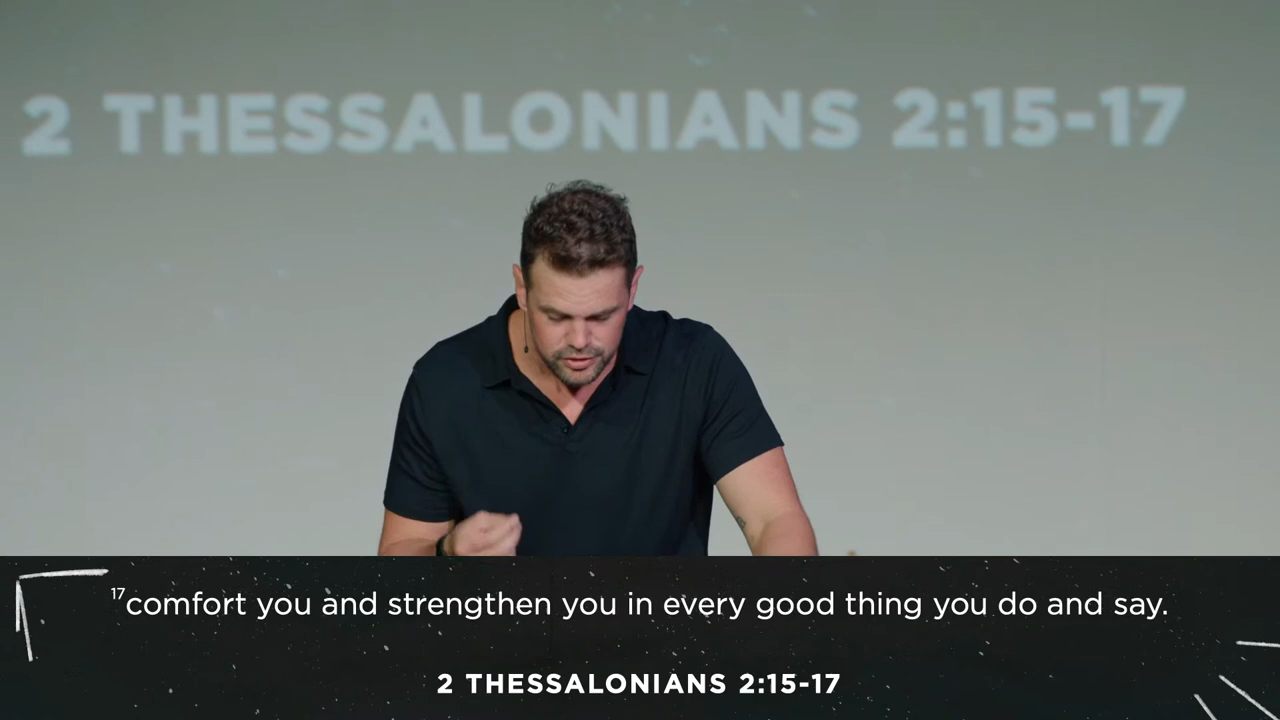 2 THESSALONIANS 2:15-17
17comfort you and strengthen you in every good thing you do and say.
2 THESSALONIANS 2:15-17